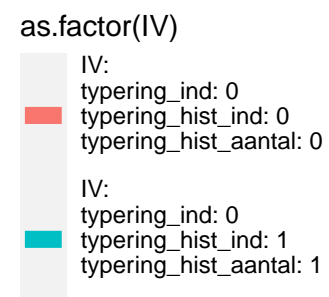 as.factor(IV)
IV:
typering_ind: 0
typering_hist_ind: 0
typering_hist_aantal: 0
IV:
typering_ind: 0
typering_hist_ind: 1
typering_hist_aantal: 1